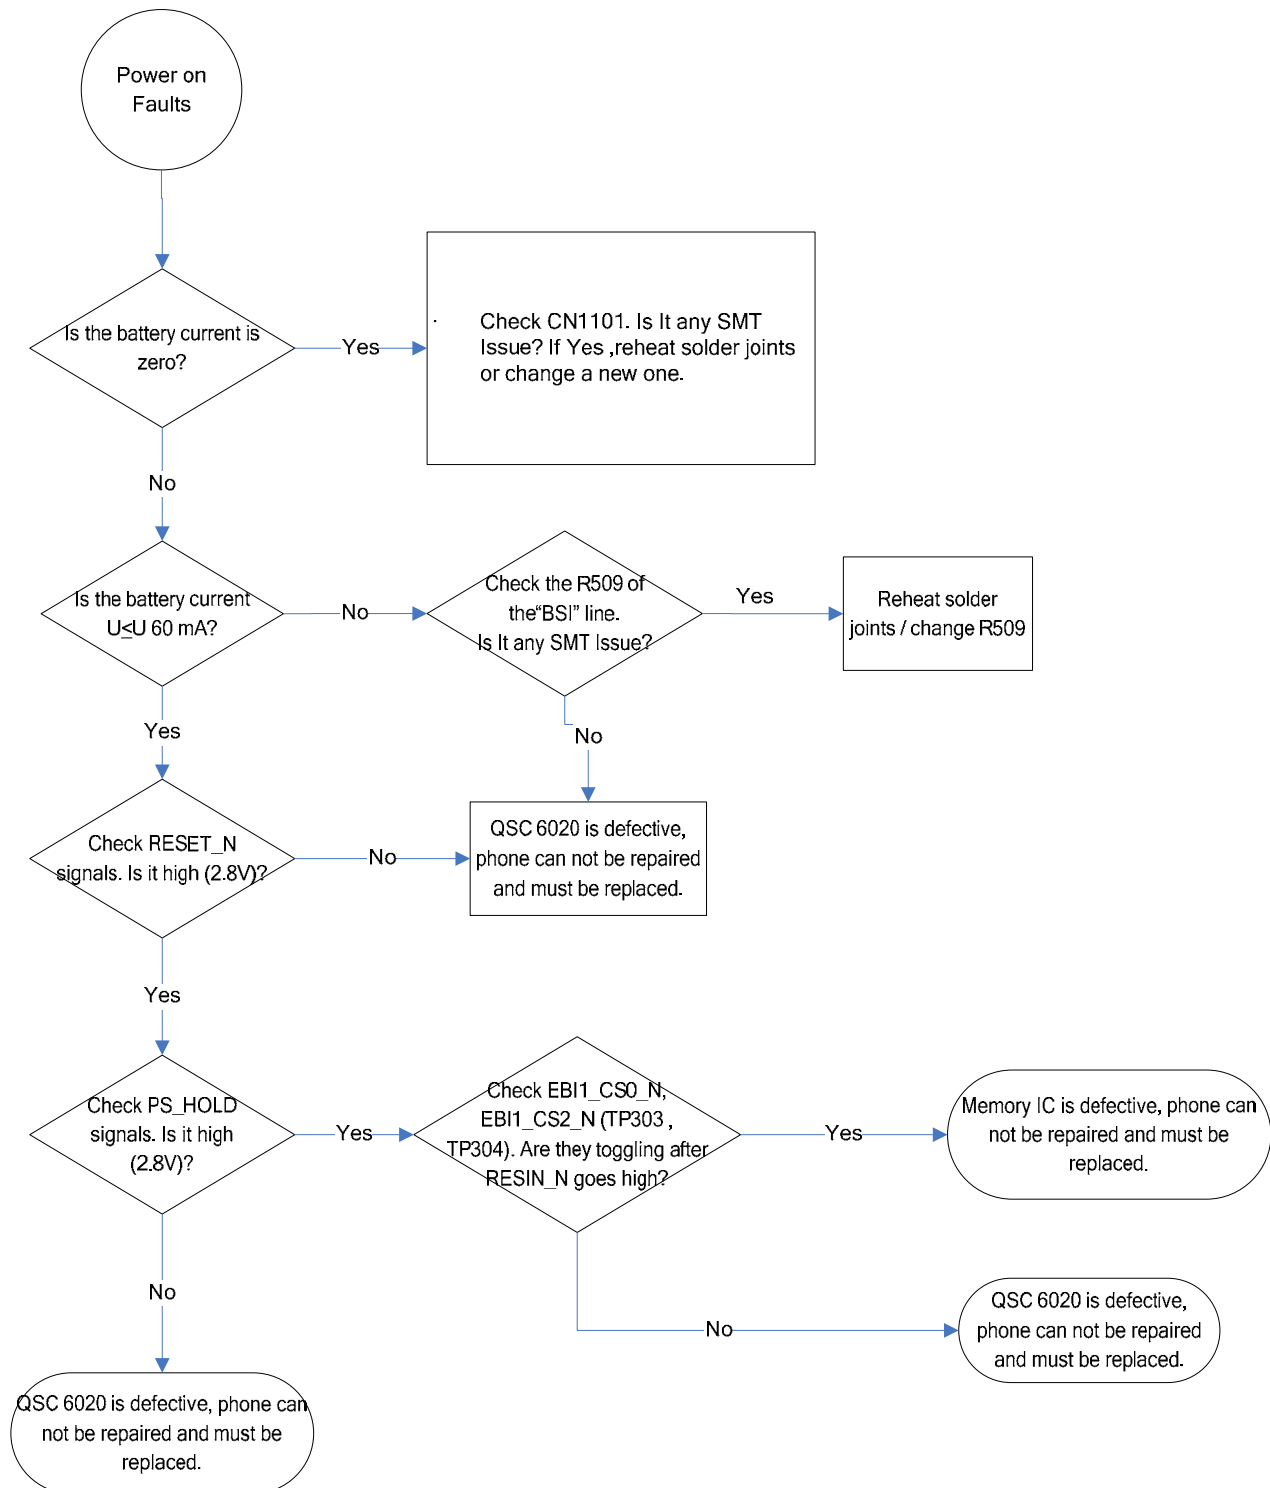 Power on
Faults
Is the battery current is
zero?
Yes
Check CN1101. Is It any SMT
Issue? If Yes ,reheat solder joints
or change a new one.
No
Is the battery current
U≤U 60 mA?
No
Check the R509 of
the“BSI” line.
Is It any SMT Issue?
Yes
Reheat solder
joints / change R509
Yes
No
Check RESET_N
signals. Is it high (2.8V)?
No
QSC 6020 is defective,
phone can not be repaired
and must be replaced.
Yes
Check PS_HOLD
signals. Is it high
(2.8V)?
Yes
Check EBI1_CS0_N,
EBI1_CS2_N (TP303 ,
TP304). Are they toggling after
RESIN_N goes high?
Yes
Memory IC is defective, phone can
not be repaired and must be
replaced.
No
No
QSC 6020 is defective,
phone can not be repaired
and must be replaced.
QSC 6020 is defective, phone can
not be repaired and must be
replaced.